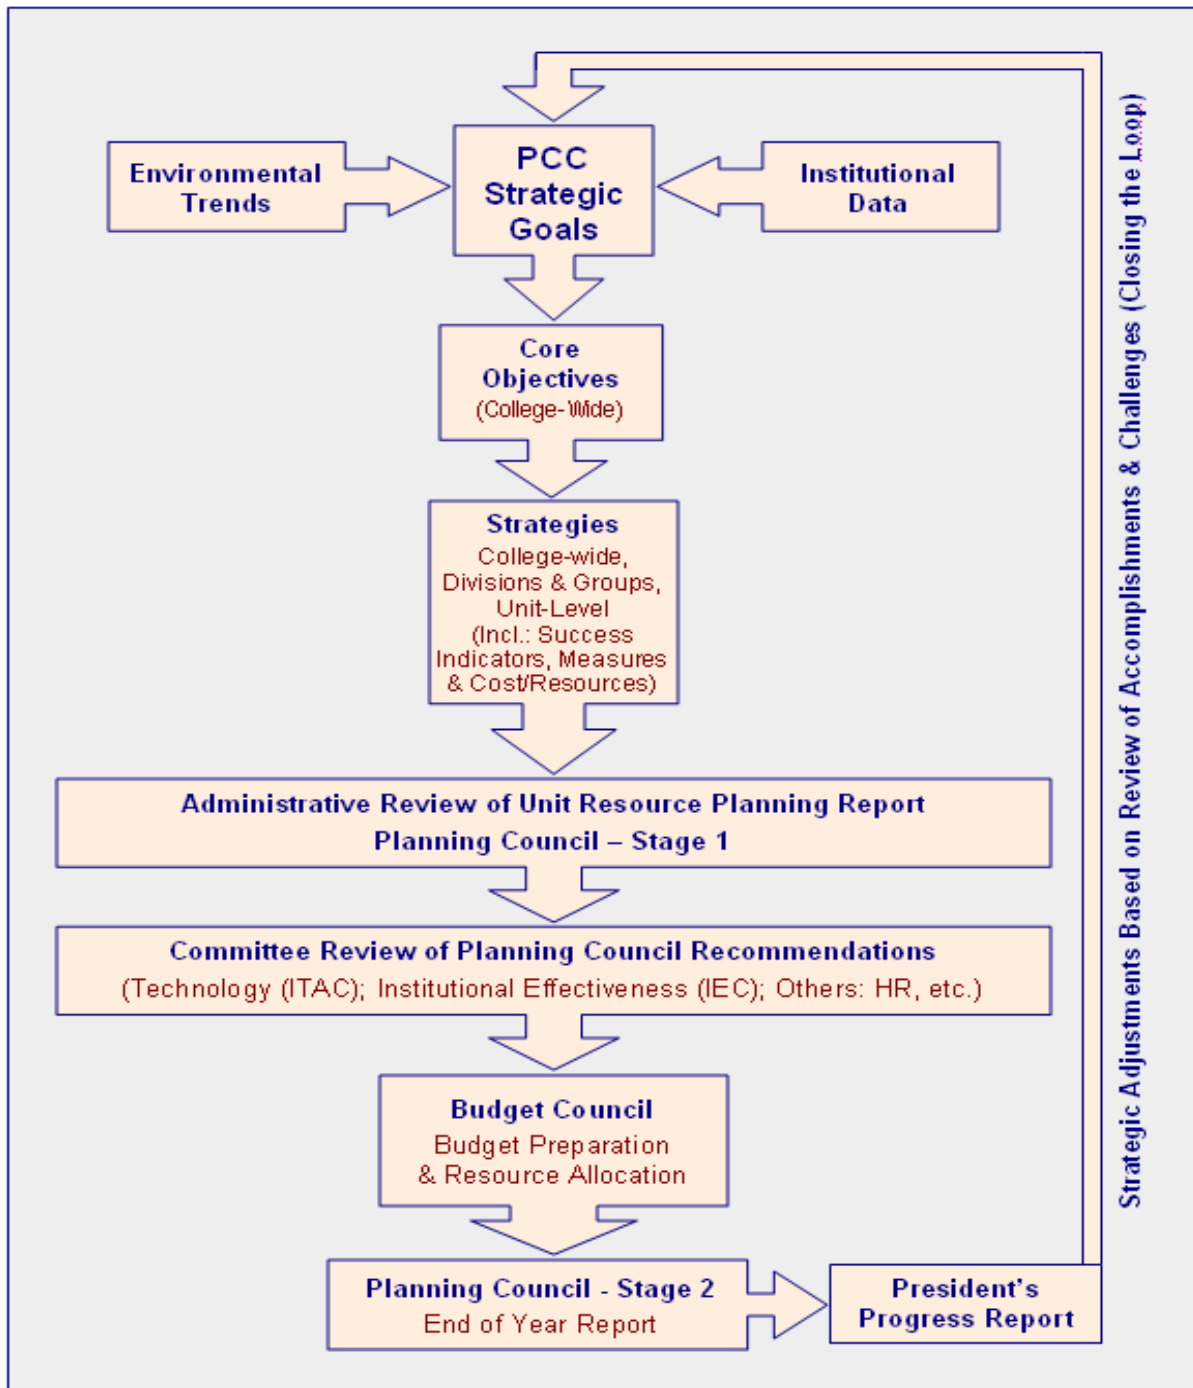 PCC
Strategic
Goals
Environmental
Trends
Institutional
Data
Core
Objectives
(College-Wide)
Strategies
College-wide,
Divisions & Groups,
Unit-Level
(Incl.: Success
Indicators, Measures
& Cost/Resources)
Administrative Review of Unit Resource Planning Report
Planning Council – Stage 1
Committee Review of Planning Council Recommendations
(Technology (ITAC); Institutional Effectiveness (IEC); Others: HR, etc.)
Budget Council
Budget Preparation
& Resource Allocation
Planning Council - Stage 2
End of Year Report
President’s
Progress Report
Strategic Adjustments Based on Review of Accomplishments & Challenges (Closing the Loop)